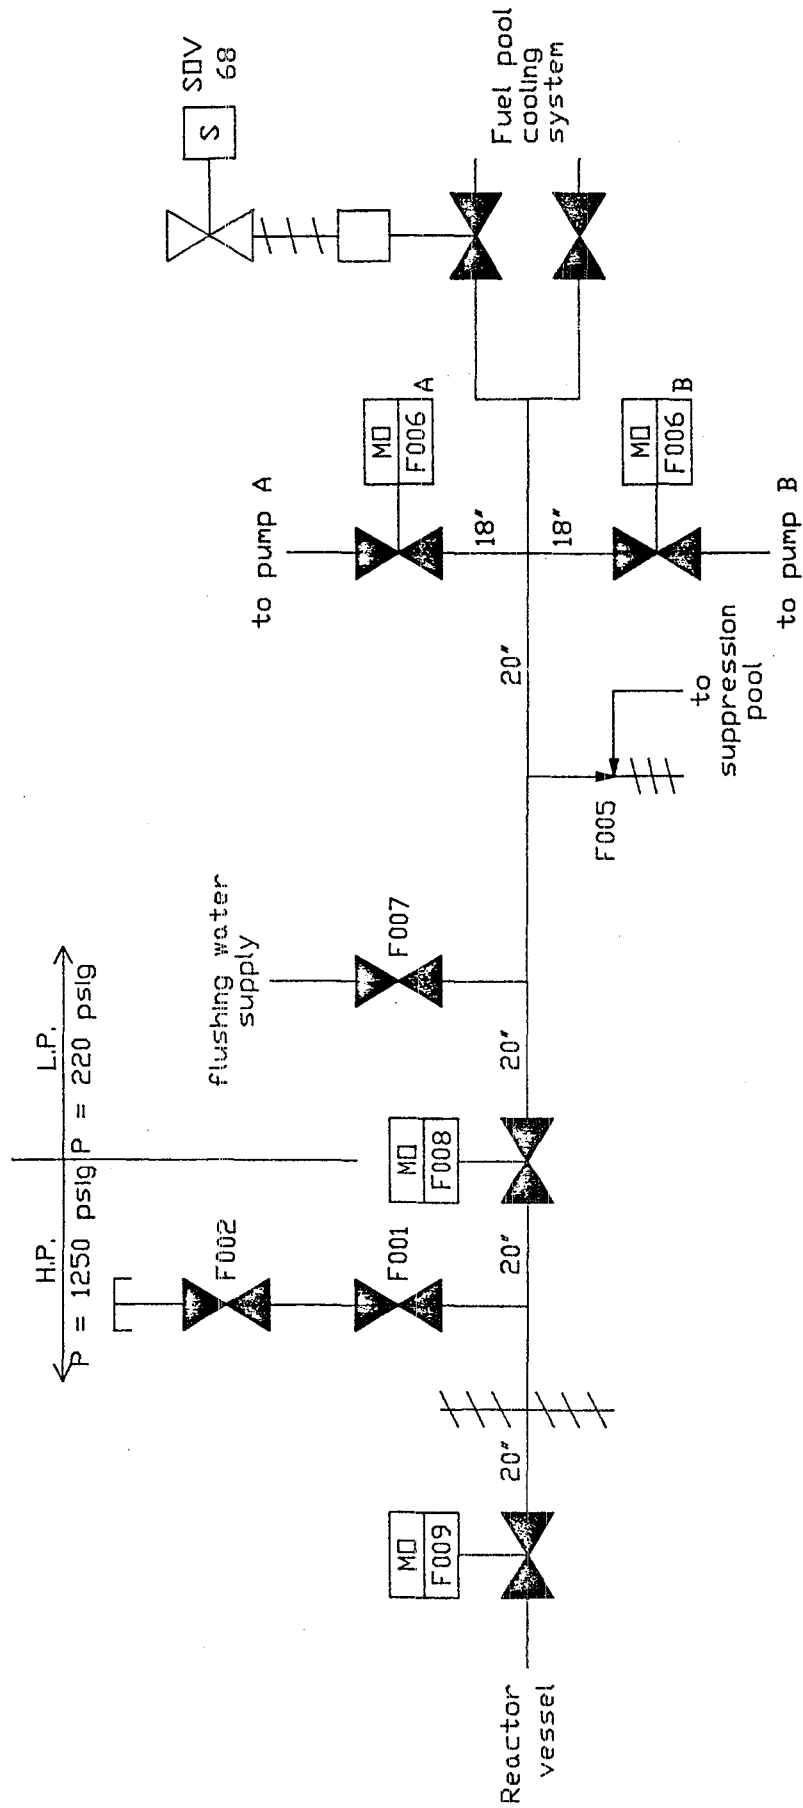 H.P.
L.P.
P = 1250 psig
P = 220 psig
SOV
68
S
F002
F001
flushing water
supply
F007
to pump A
MO
F006
A
MO
F009
MO
F008
Reactor
vessel
20"
20"
20"
20"
18"
18"
Fuel pool
cooling
system
F005
to
suppression
pool
MO
F006
B
to pump B